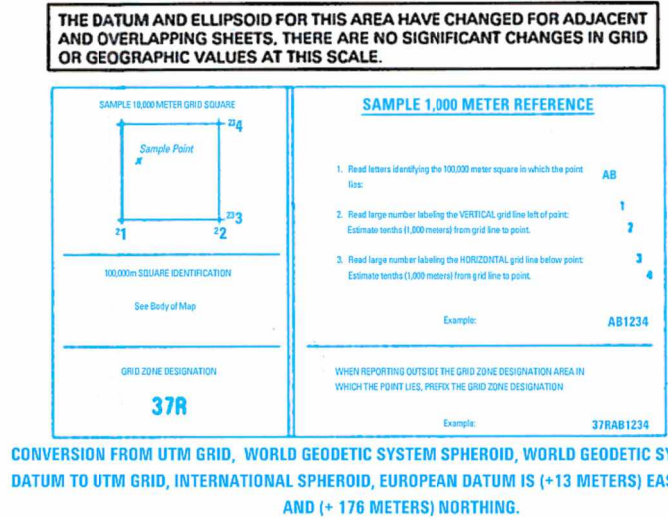 THE DATUM AND ELLIPSOID FOR THIS AREA HAVE CHANGED FOR ADJACENT
AND OVERLAPPING SHEETS, THERE ARE NO SIGNIFICANT CHANGES IN GRID
OR GEOGRAPHIC VALUES AT THIS SCALE.
SAMPLE 10,000 METER GRID SQUARE
234
Sample Point
x
233
21
22
100,000m SQUARE IDENTIFICATION
See Body of Map
GRID ZONE DESIGNATION
37R
SAMPLE 1,000 METER REFERENCE
1. Read letters identifying the 100,000 meter square in which the point
lies:
AB
2. Read large number labeling the VERTICAL grid line left of point:
1
Estimate tenths (1,000 meters) from grid line to point.
2
3. Read large number labeling the HORIZONTAL grid line below point:
3
Estimate tenths (1,000 meters) from grid line to point.
4
Example: AB1234
WHEN REPORTING OUTSIDE THE GRID ZONE DESIGNATION AREA IN
WHICH THE POINT LIES, PREFIX THE GRID ZONE DESIGNATION
Example: 37RAB1234
CONVERSION FROM UTM GRID, WORLD GEODETIC SYSTEM SPHEROID, WORLD GEODETIC
DATUM TO UTM GRID, INTERNATIONAL SPHEROID, EUROPEAN DATUM IS (+13 METERS)
AND (+ 176 METERS) NORTHING.